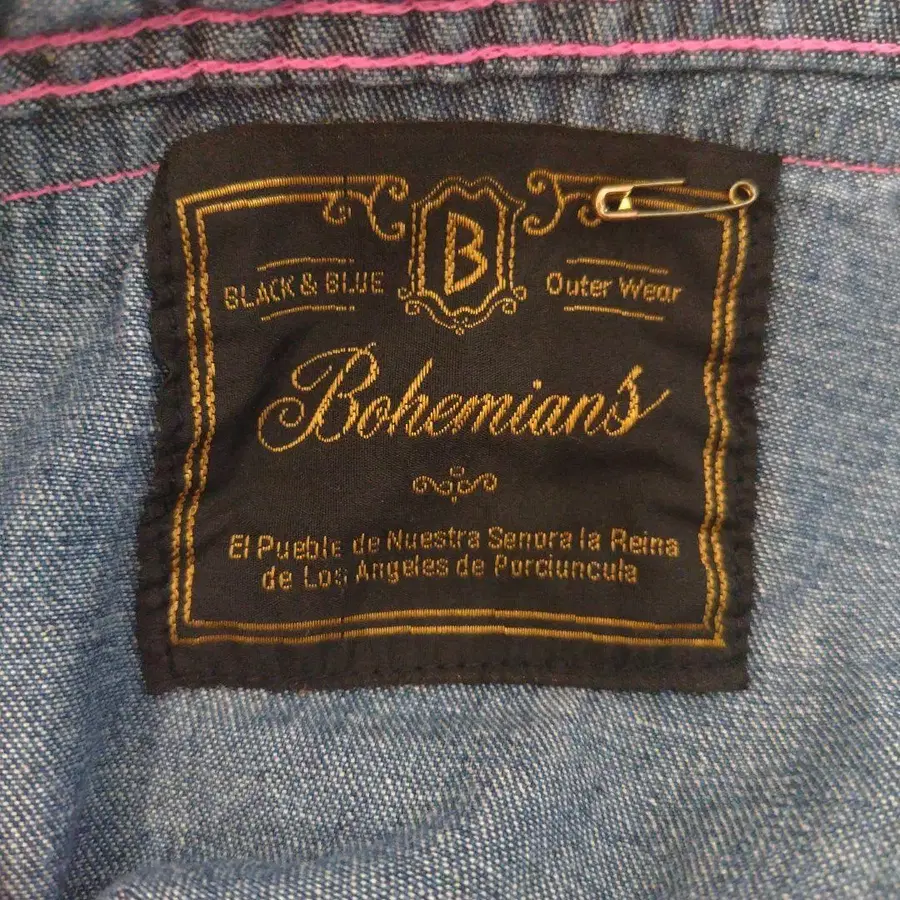 B
BLACK & BLUE Outer Wear
Bohemians
El Pueble de Nuestra Senora la Reina
de Los Angeles de Porciuncula